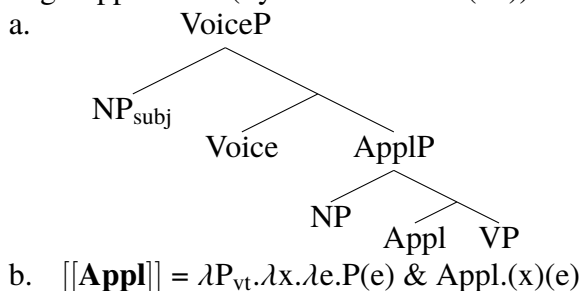 a. VoiceP
NPsubj
Voice ApplP
NP
Appl VP
b. [[Appl]] = λPvt.λx.λe.P(e) & Appl.(x)(e)